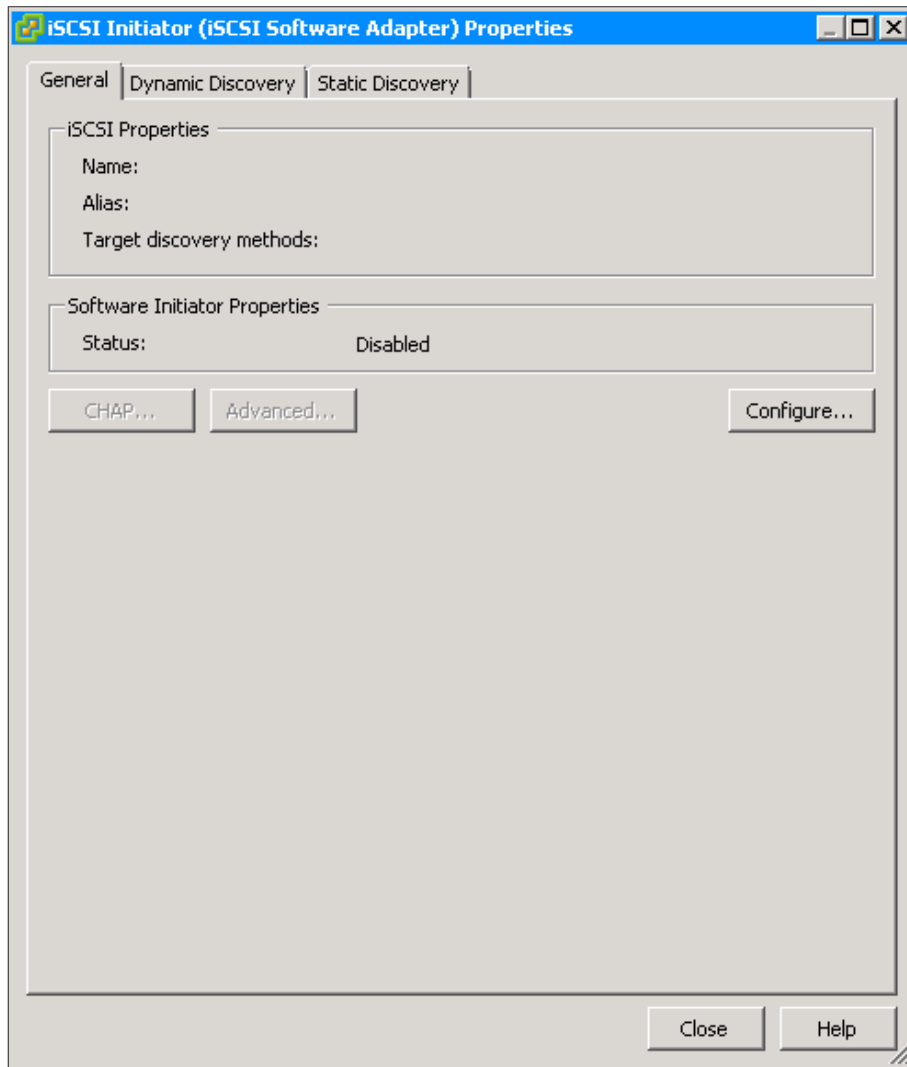 iSCSI Initiator (iSCSI Software Adapter) Properties
General Dynamic Discovery Static Discovery
iSCSI Properties
Name:
Alias:
Target discovery methods:
Software Initiator Properties
Status: Disabled
CHAP... Advanced... Configure...
Close Help